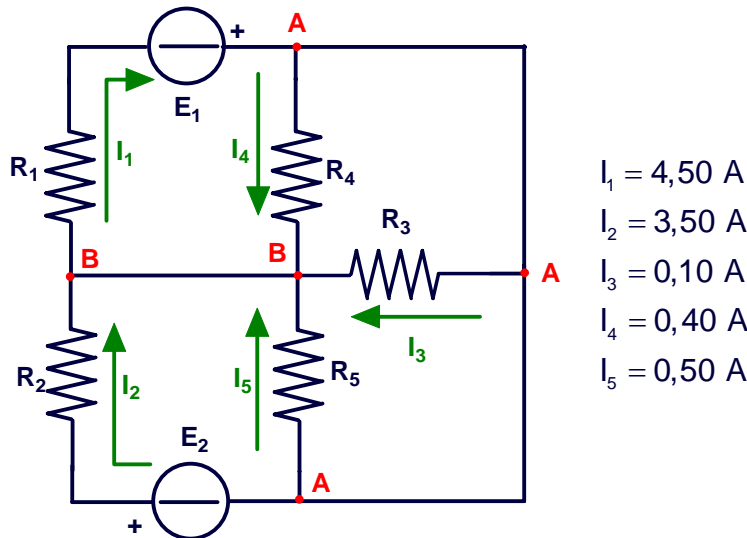 A
+
E₁
R₁
I₁
I₄
R₄
I₁ = 4,50 A
I₂ = 3,50 A
I₃ = 0,10 A
I₄ = 0,40 A
I₅ = 0,50 A
R₃
B
B
A
I₃
R₂
I₂
I₅
R₅
E₂
A
+